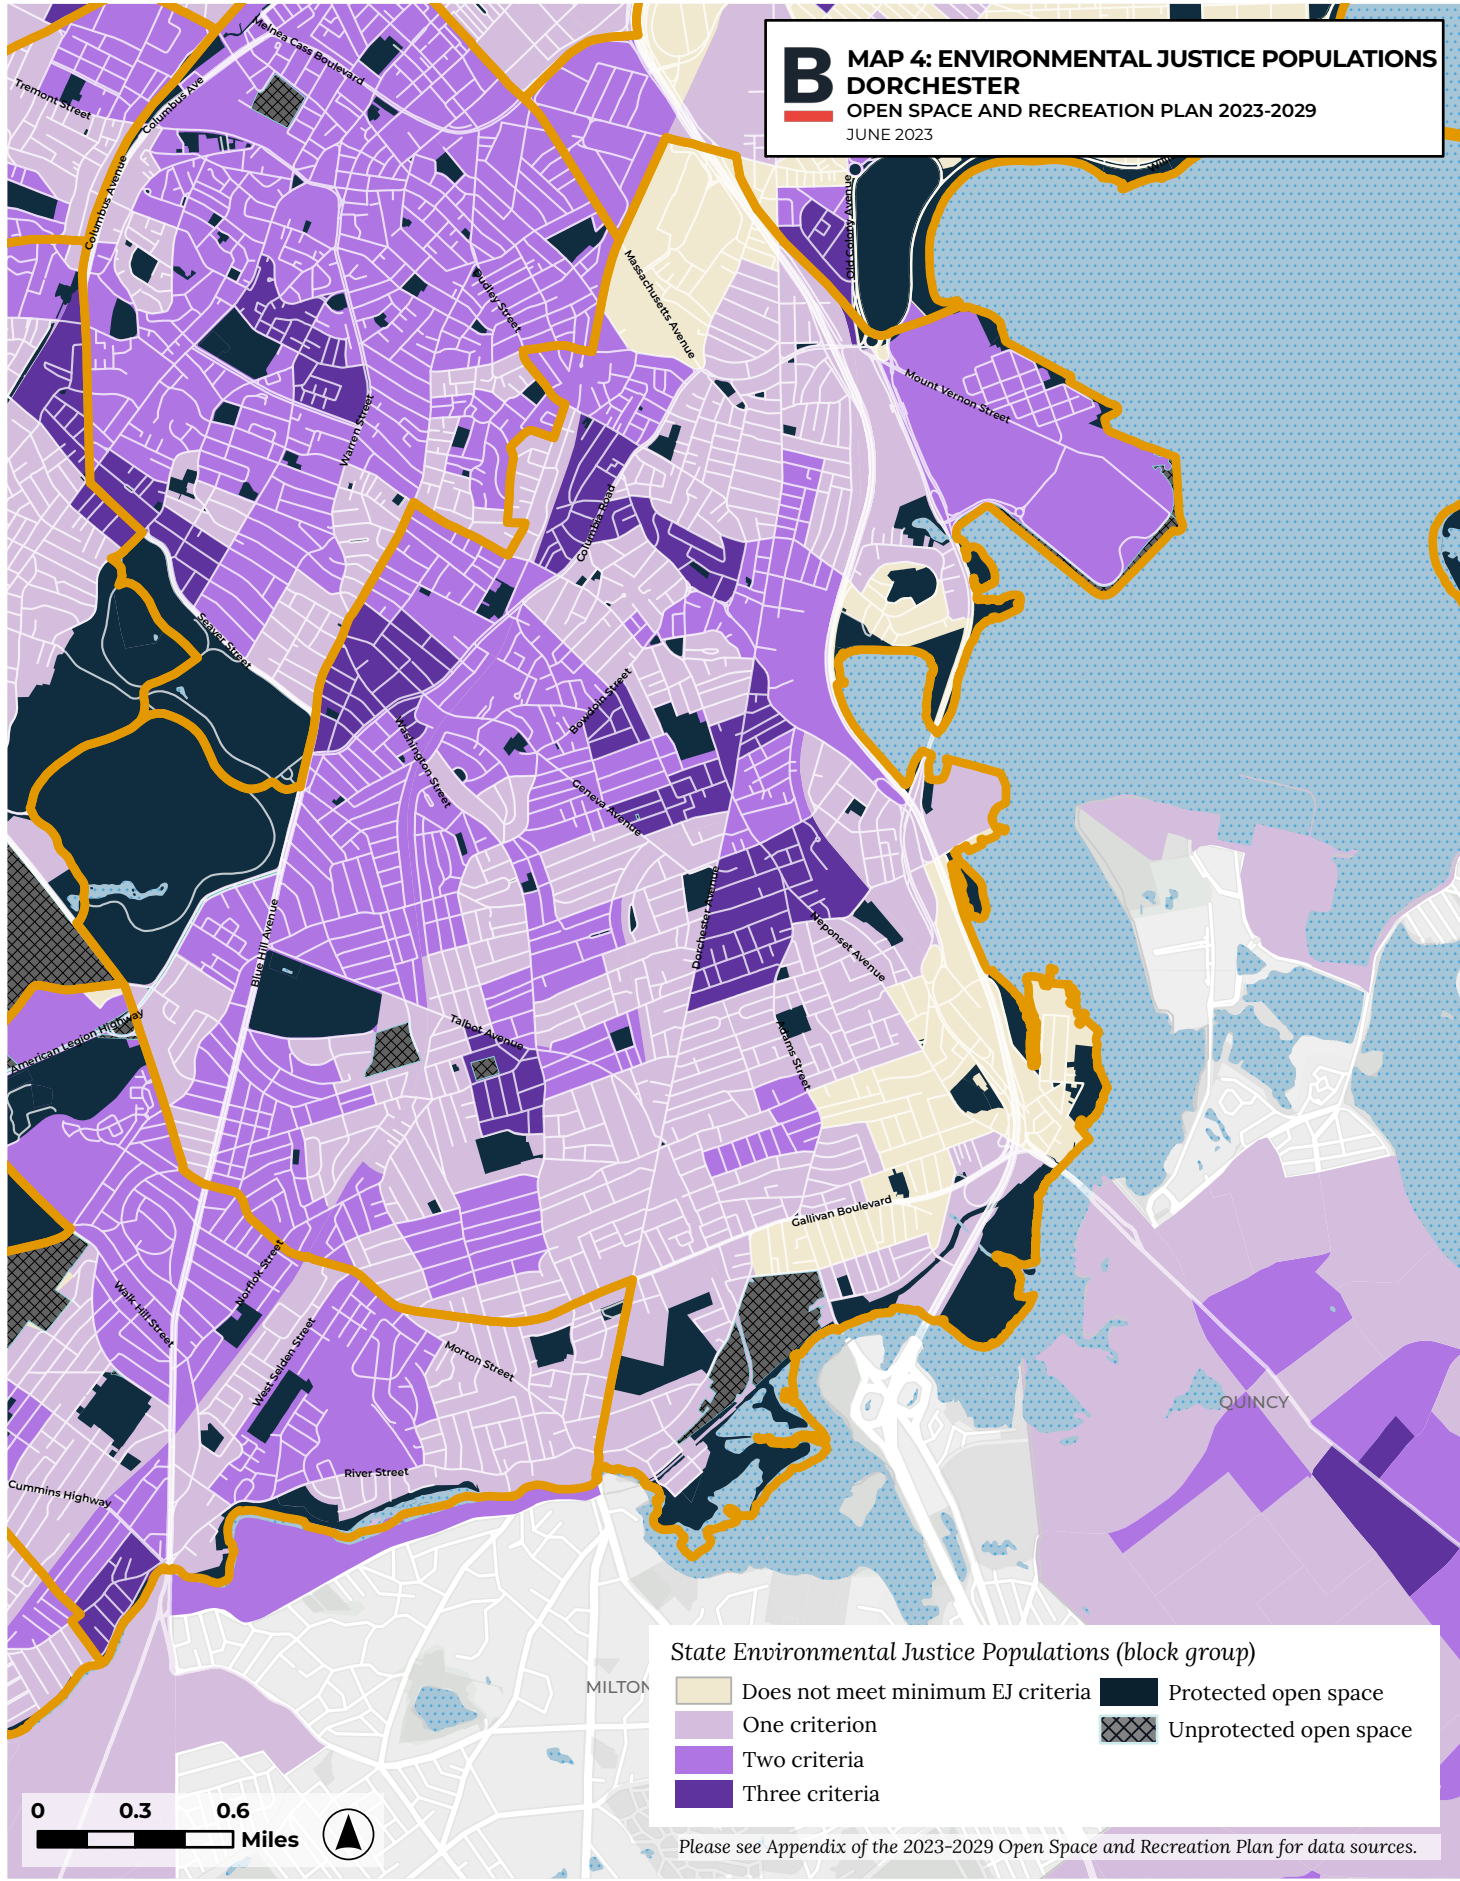 B
MAP 4: ENVIRONMENTAL JUSTICE POPULATIONS
DORCHESTER
OPEN SPACE AND RECREATION PLAN 2023-2029
JUNE 2023
Melnea Cass Boulevard
Tremont Street
Columbus Ave
Columbus Avenue
Old Colony Avenue
Dudley Street
Massachusetts Avenue
Mount Vernon Street
Warren Street
Columbia Road
Seaver Street
Bowdoin Street
Washington Street
Geneva Avenue
Dorchester Avenue
Neponset Avenue
Blue Hill Avenue
American Legion Highway
Talbot Avenue
Adams Street
Gallivan Boulevard
Norflok Street
Walk Hill Street
West Selden Street
Morton Street
QUINCY
River Street
Cummins Highway
MILTON
State Environmental Justice Populations (block group)
Does not meet minimum EJ criteria
One criterion
Two criteria
Three criteria
Protected open space
Unprotected open space
0 0.3 0.6
Miles
Please see Appendix of the 2023-2029 Open Space and Recreation Plan for data sources.